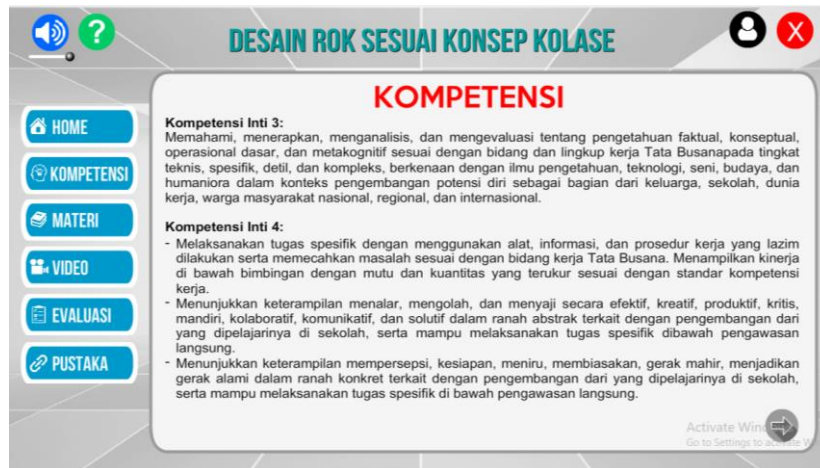 ?
DESAIN ROK SESUAI KONSEP KOLASE
X
HOME
KOMPETENSI
MATERI
VIDEO
EVALUASI
PUSTAKA
KOMPETENSI
Kompetensi Inti 3:
Memahami, menerapkan, menganalisis, dan mengevaluasi tentang pengetahuan faktual, konseptual,
operasional dasar, dan metakognitif sesuai dengan bidang dan lingkup kerja Tata Busanapada tingkat
teknis, spesifik, detil, dan kompleks, berkenaan dengan ilmu pengetahuan, teknologi, seni, budaya, dan
humaniora dalam konteks pengembangan potensi diri sebagai bagian dari keluarga, sekolah, dunia
kerja, warga masyarakat nasional, regional, dan internasional.
Kompetensi Inti 4:
- Melaksanakan tugas spesifik dengan menggunakan alat, informasi, dan prosedur kerja yang lazim
dilakukan serta memecahkan masalah sesuai dengan bidang kerja Tata Busana. Menampilkan kinerja
di bawah bimbingan dengan mutu dan kuantitas yang terukur sesuai dengan standar kompetensi
kerja.
- Menunjukkan keterampilan menalar, mengolah, dan menyaji secara efektif, kreatif, produktif, kritis,
mandiri, kolaboratif, komunikatif, dan solutif dalam ranah abstrak terkait dengan pengembangan dari
yang dipelajarinya di sekolah, serta mampu melaksanakan tugas spesifik dibawah pengawasan
langsung.
- Menunjukkan keterampilan mempersepsi, kesiapan, meniru, membiasakan, gerak mahir, menjadikan
gerak alami dalam ranah konkret terkait dengan pengembangan dari yang dipelajarinya di sekolah,
serta mampu melaksanakan tugas spesifik di bawah pengawasan langsung.
Activate Win
Go to Settings to